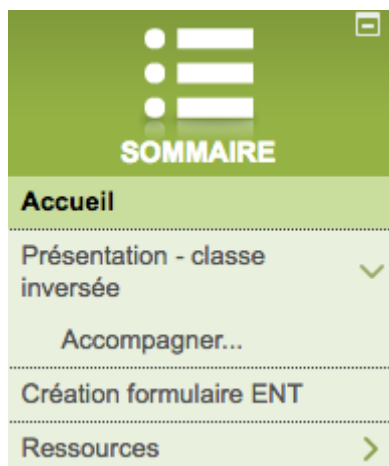 SOMMAIRE
Accueil
Présentation - classe
inversée
Accompagner...
Création formulaire ENT
Ressources